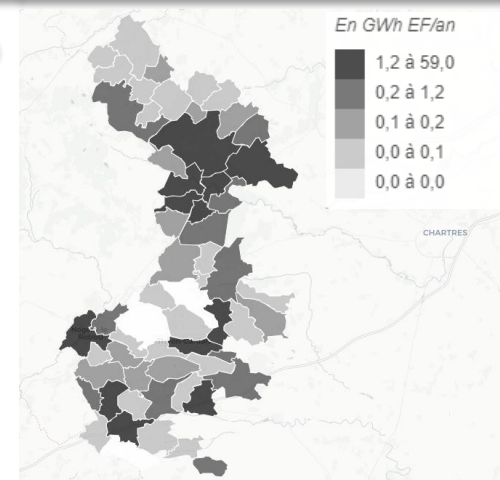 En GWh EF/an
1,2 à 59,0
0,2 à 1,2
0,1 à 0,2
0,0 à 0,1
0,0 à 0,0
CHARTRES